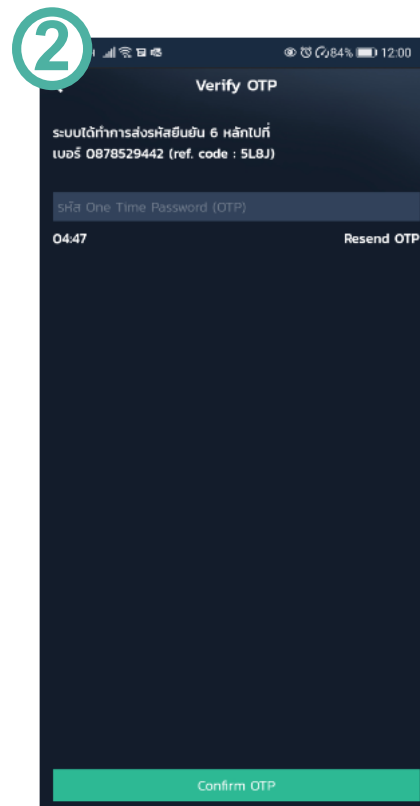 2
84% 12:00
Verify OTP
ระบบได้ทำการส่งรหัสยืนยัน 6 หลักไปที่
เบอร์ 0878529442 (ref. code : 5L8J)
รหัส One Time Password (OTP)
04:47 Resend OTP
Confirm OTP